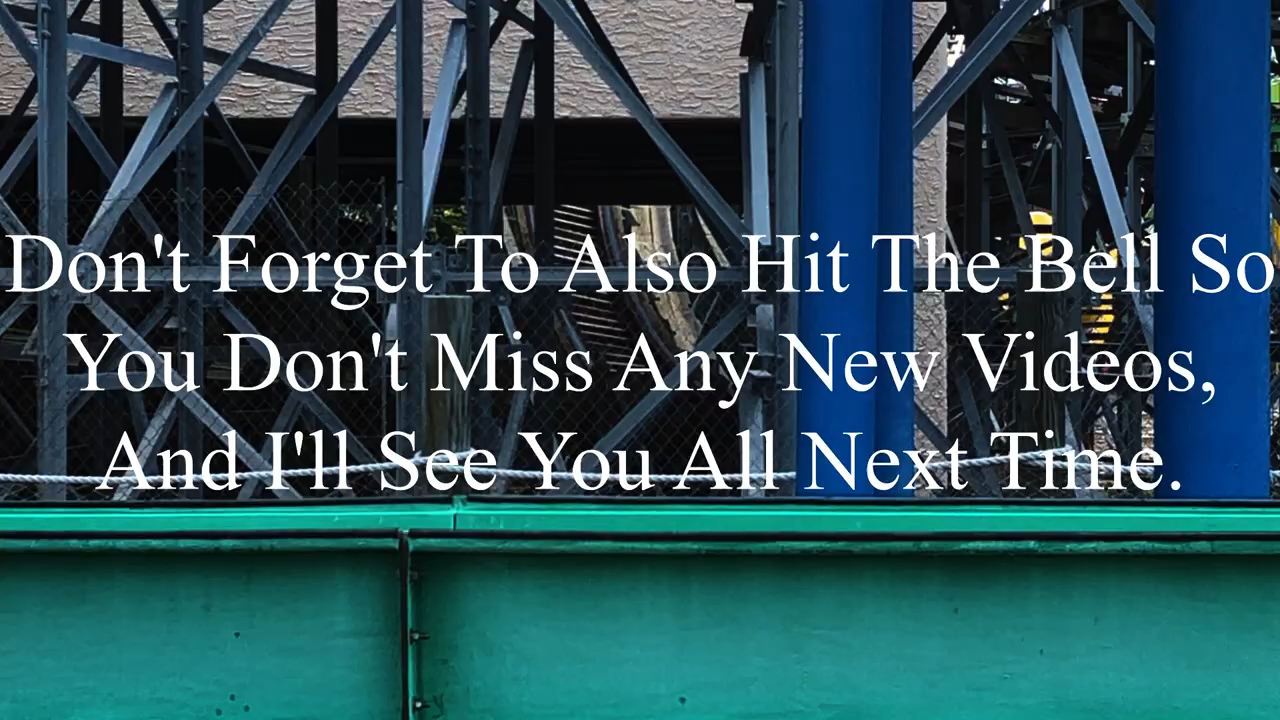 Don't Forget To Also Hit The Bell So
You Don't Miss Any New Videos,
And I'll See You All Next Time.